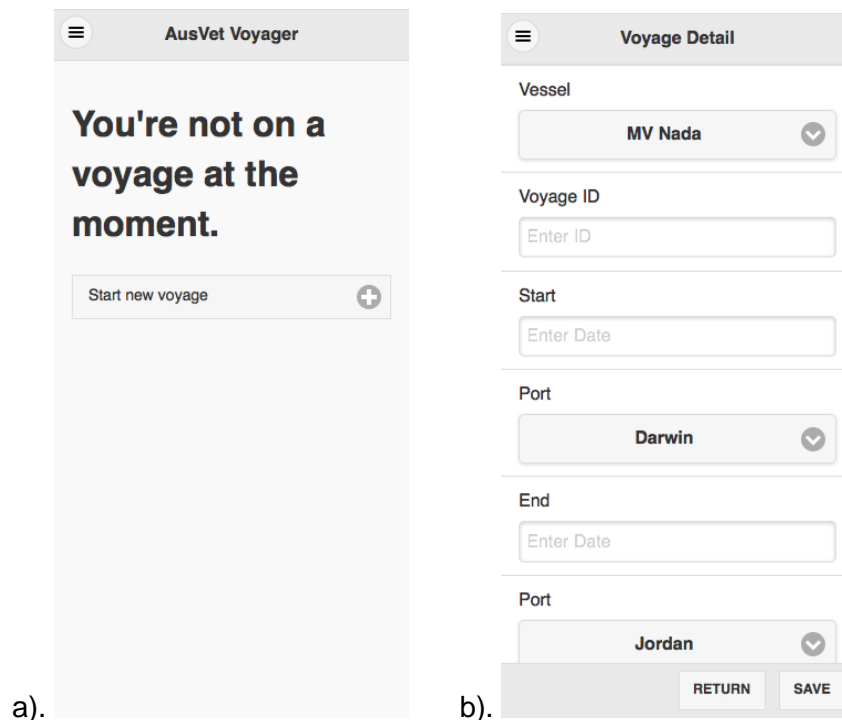 AusVet Voyager
You're not on a
voyage at the
moment.
Start new voyage
a).
Voyage Detail
Vessel
MV Nada
Voyage ID
Enter ID
Start
Enter Date
Port
Darwin
End
Enter Date
Port
Jordan
RETURN SAVE
b).